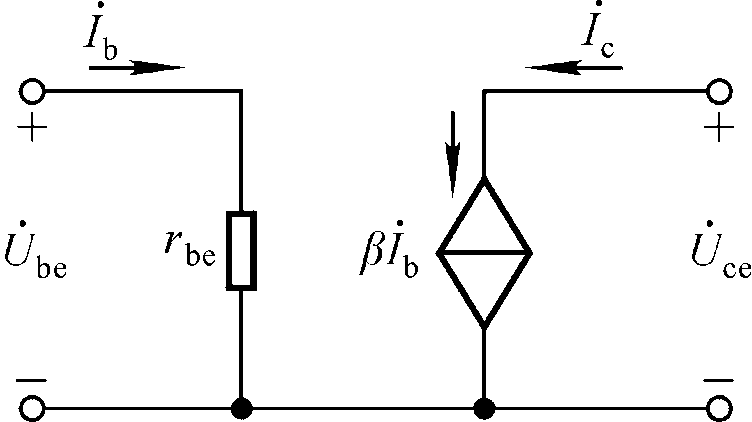 İb İc
+ +
U̇be rbe βİb U̇ce
− −